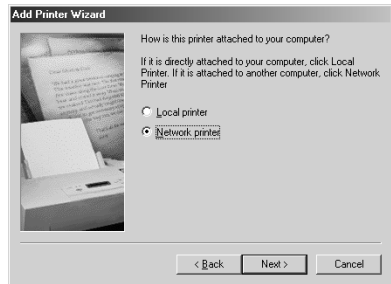 Add Printer Wizard
How is this printer attached to your computer?
If it is directly attached to your computer, click Local
Printer. If it is attached to another computer, click Network
Printer
Local printer
Network printer
< Back
Next >
Cancel